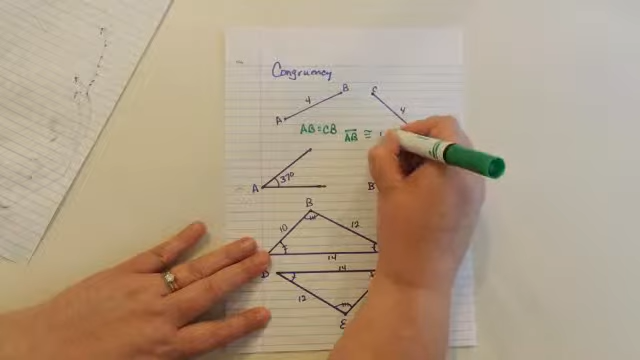 Congruency
A 4 B C 4
AB=CB AB ≅
A 37° B
B
10 12
14
D 14
12
E